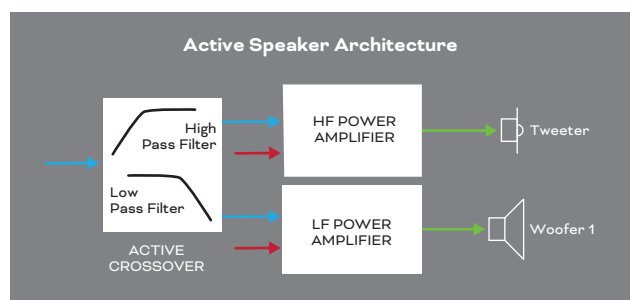 Active Speaker Architecture
High
Pass Filter
Low
Pass Filter
ACTIVE
CROSSOVER
HF POWER
AMPLIFIER
LF POWER
AMPLIFIER
Tweeter
Woofer 1